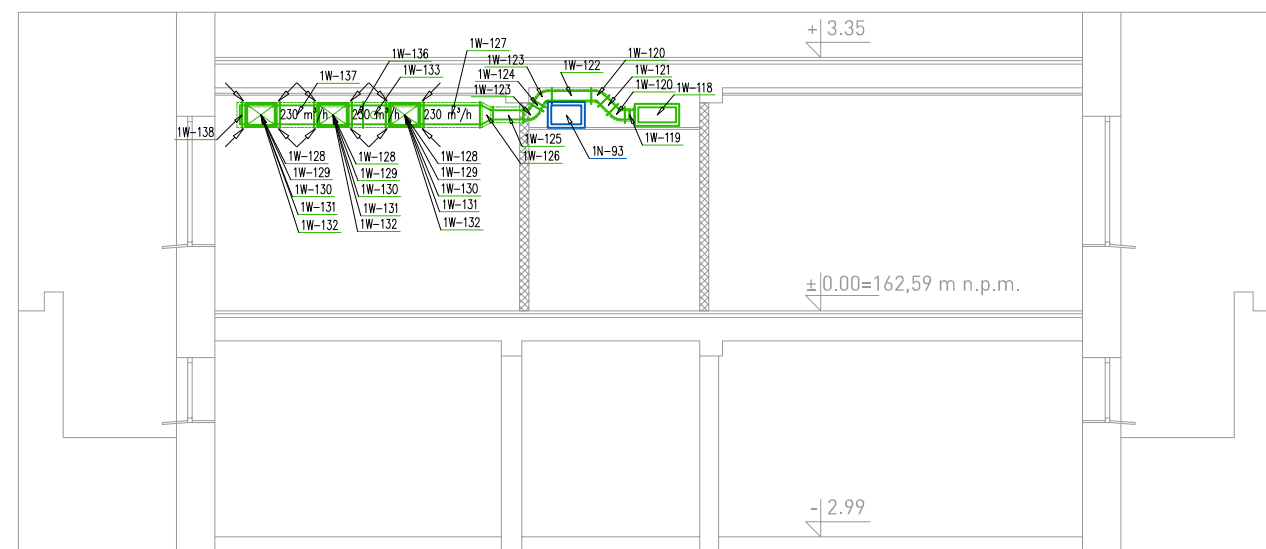 + 3.35
1W-127
1W-136
1W-120
1W-123
1W-122
1W-133
1W-121
1W-137
1W-124
1W-120
1W-118
1W-123
230 m³/h
230 m³/h
230 m³/h
1W-138
1W-125
1W-119
1N-93
1W-126
1W-128
1W-128
1W-128
1W-129
1W-129
1W-129
1W-130
1W-130
1W-130
1W-131
1W-131
1W-131
1W-132
1W-132
1W-132
± 0.00=162,59 m n.p.m.
- 2.99